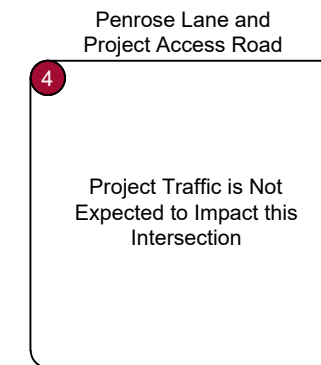 Penrose Lane and
Project Access Road
4
Project Traffic is Not
Expected to Impact this
Intersection